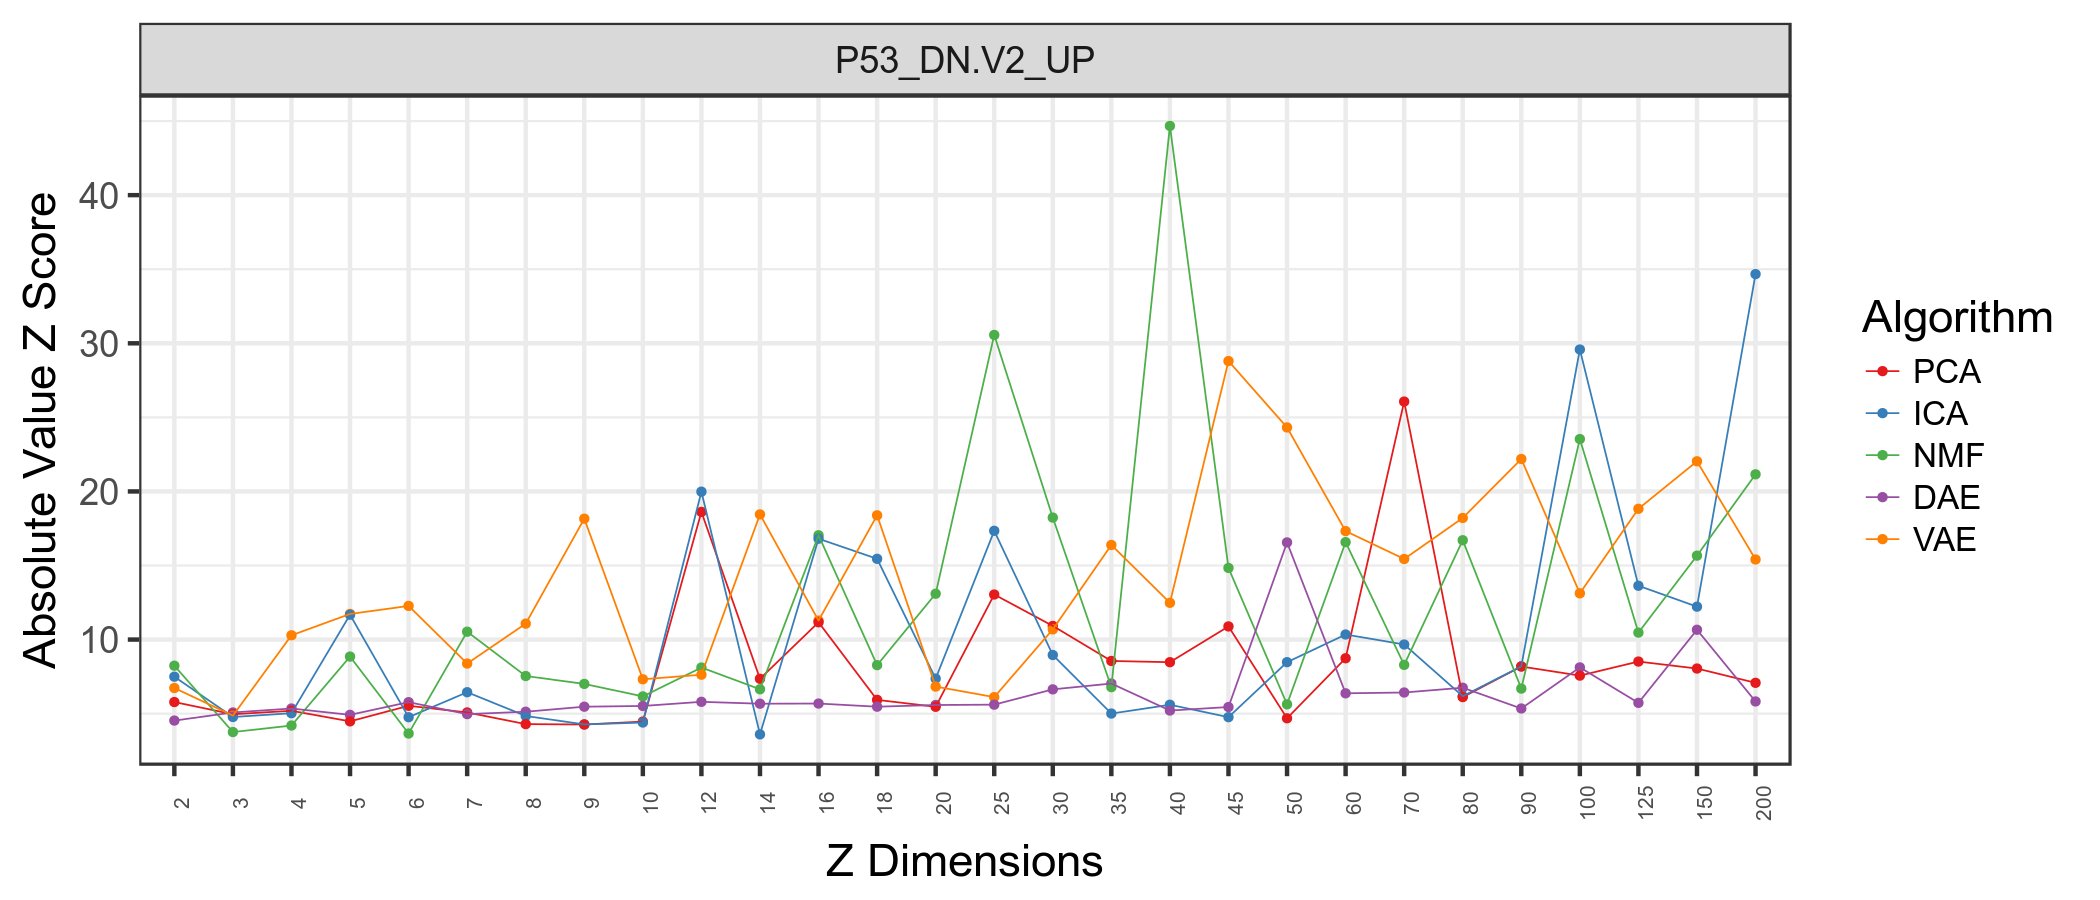 P53_DN.V2_UP
Absolute Value Z Score
40
30
20
10
2 3 4 5 6 7 8 9 10 12 14 16 18 20 25 30 35 40 45 50 60 70 80 90 100 125 150 200
Z Dimensions
Algorithm
PCA
ICA
NMF
DAE
VAE